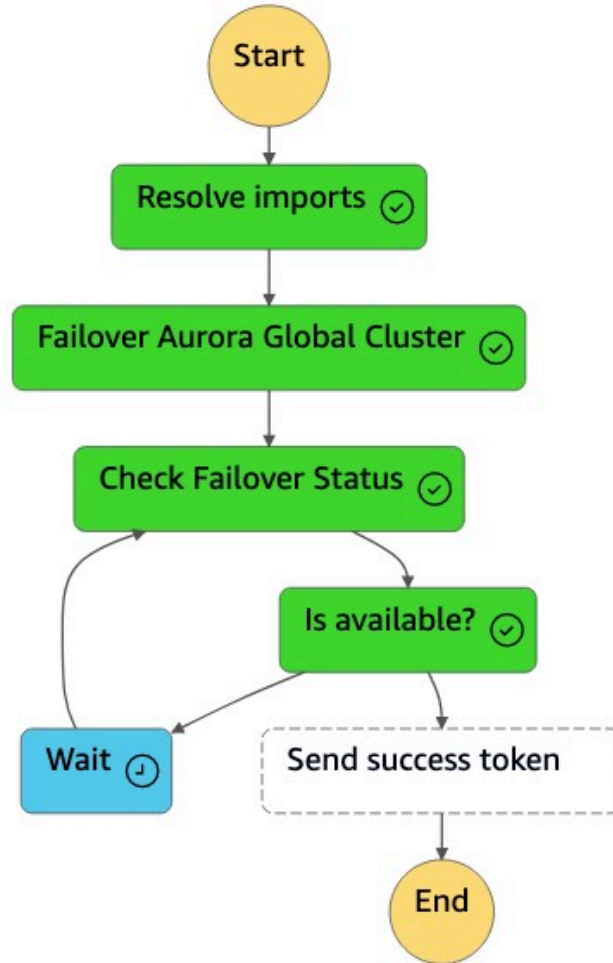 Start
Resolve imports
Failover Aurora Global Cluster
Check Failover Status
Is available?
Wait
Send success token
End